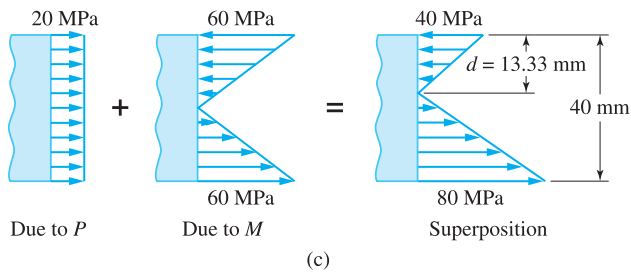 20 MPa
60 MPa
40 MPa
d = 13.33 mm
40 mm
+
=
60 MPa
80 MPa
Due to P
Due to M
Superposition
(c)